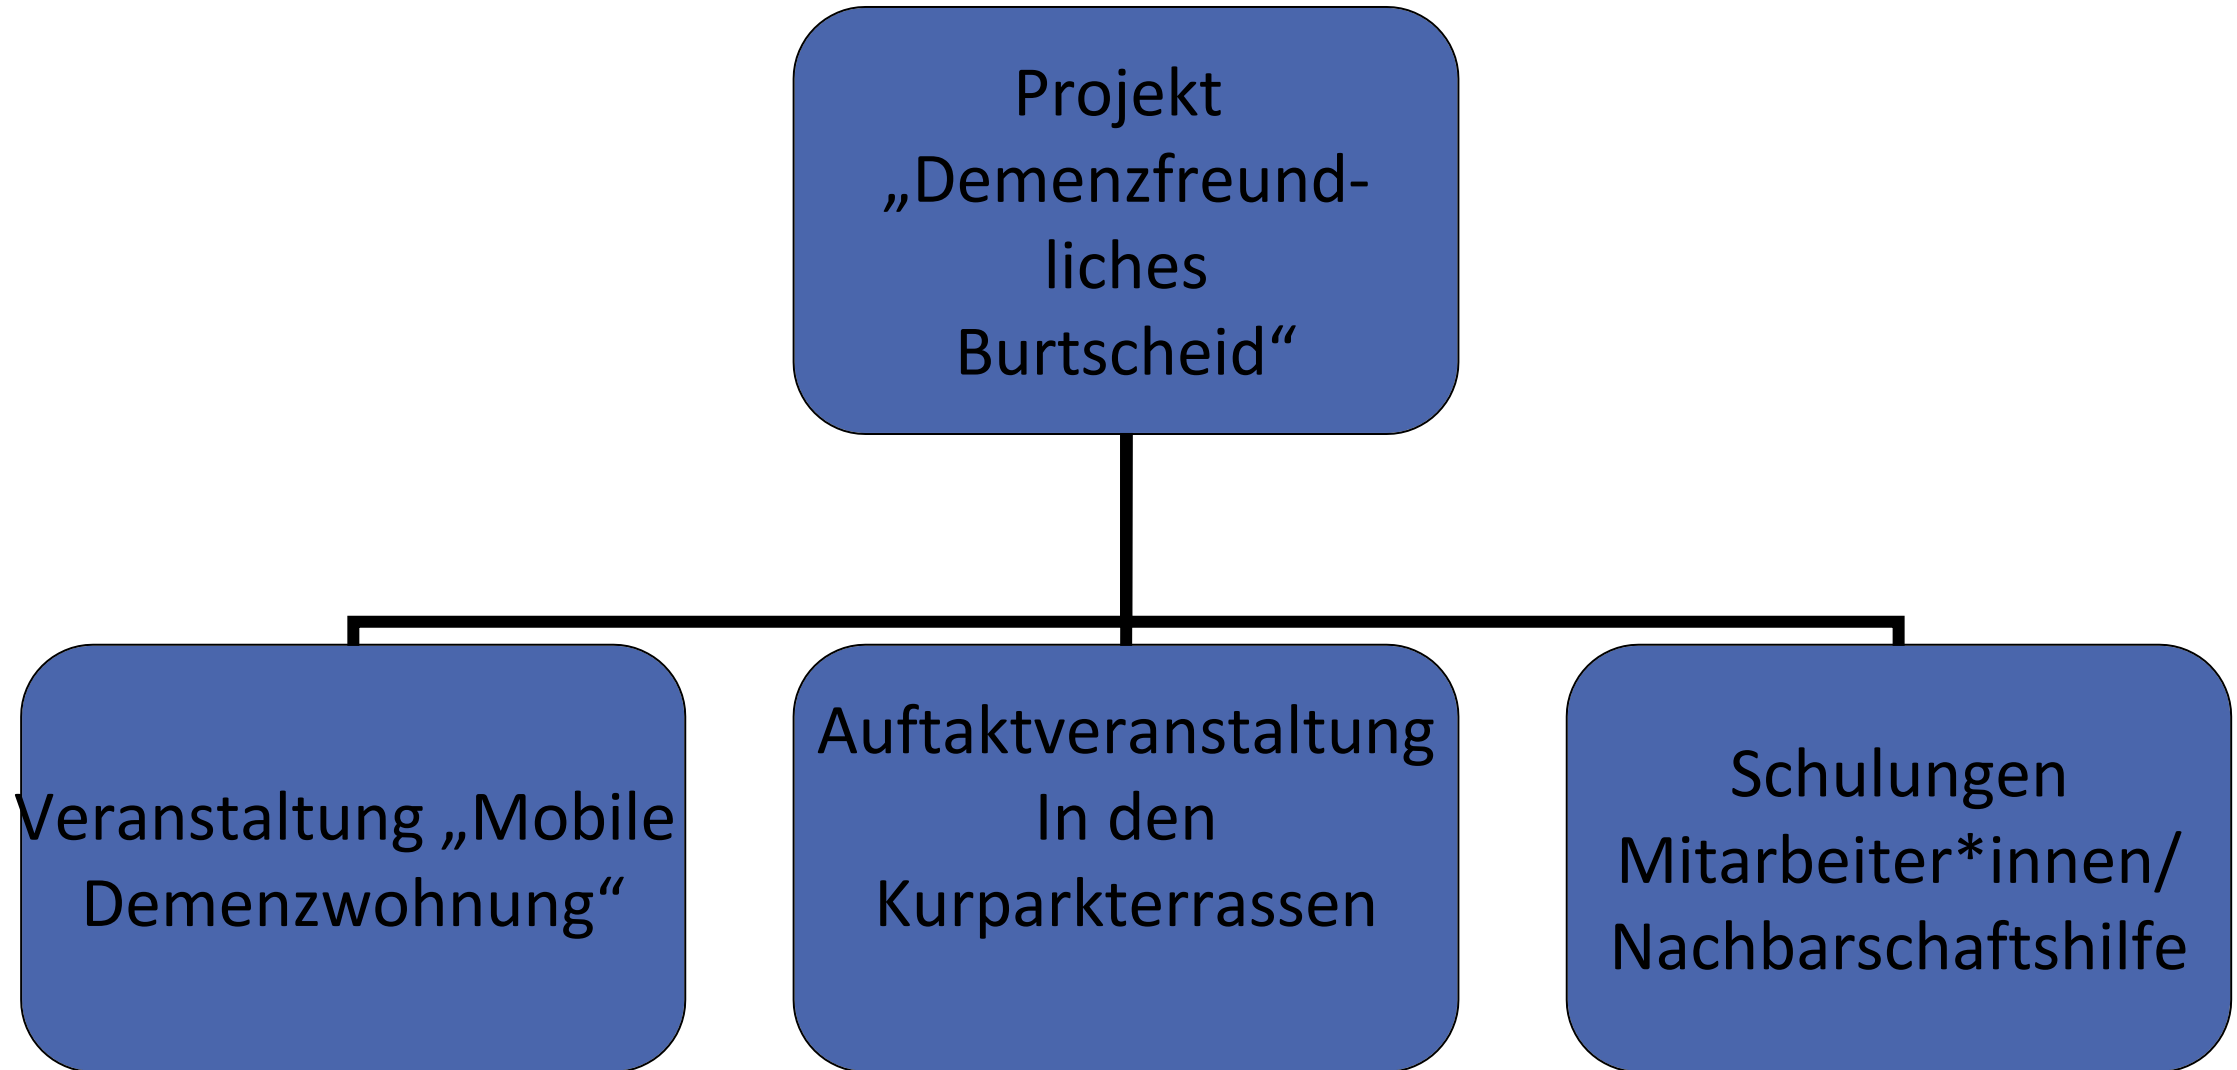 Projekt
„Demenzfreund-
liches
Burtscheid“
Veranstaltung „Mobile
Demenzwohnung“
Auftaktveranstaltung
In den
Kurparkterrassen
Schulungen
Mitarbeiter*innen/
Nachbarschaftshilfe